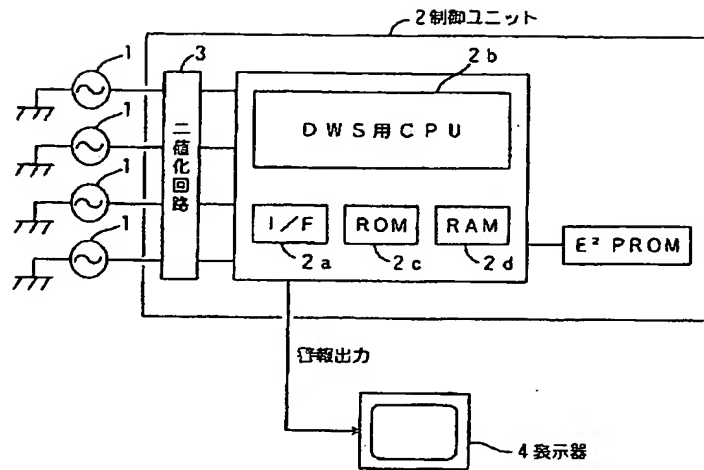 2制御ユニット
1
3
2b
1
1
1
二値化回路
DWS用CPU
I/F
ROM
RAM
2a
2c
2d
E² PROM
警報出力
4表示器